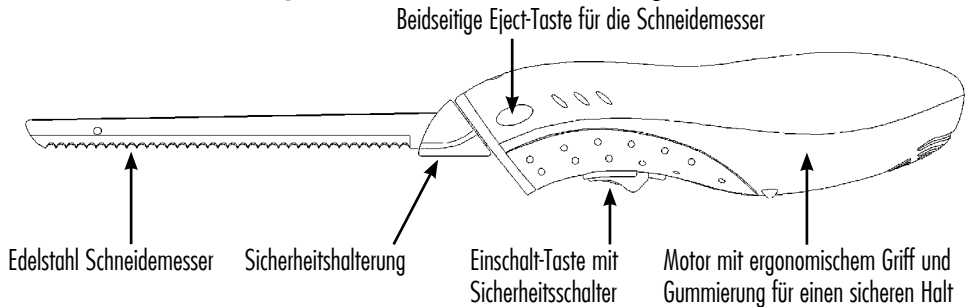 Beidseitige Eject-Taste für die Schneidemesser
Edelstahl Schneidemesser
Sicherheitshalterung
Einschalt-Taste mit
Sicherheitsschalter
Motor mit ergonomischem Griff und
Gummierung für einen sicheren Halt